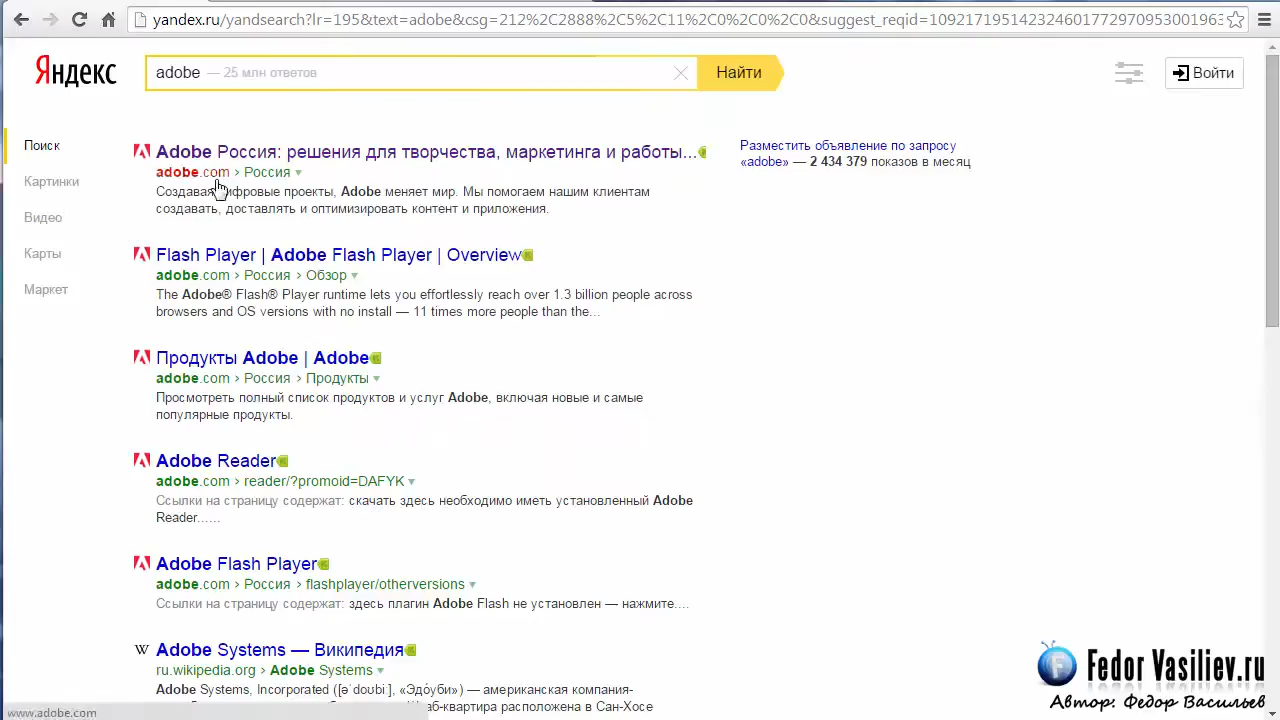 yandex.ru/yandsearch?lr=195&text=adobe&csg=212%2C2888%2C5%2C11%2C0%2C0%2C0&suggest_reqid=1092171951423246017729709530019​63
Яндекс
adobe — 25 млн ответов
Найти
Войти
Поиск
Картинки
Видео
Карты
Маркет
Adobe Россия: решения для творчества, маркетинга и работы...
adobe.com › Россия
Создавая цифровые проекты, Adobe меняет мир. Мы помогаем нашим клиентам
создавать, доставлять и оптимизировать контент и приложения.
Flash Player | Adobe Flash Player | Overview
adobe.com › Россия › Обзор
The Adobe® Flash® Player runtime lets you effortlessly reach over 1.3 billion people across
browsers and OS versions with no install — 11 times more people than the...
Продукты Adobe | Adobe
adobe.com › Россия › Продукты
Просмотреть полный список продуктов и услуг Adobe, включая новые и самые
популярные продукты.
Adobe Reader
adobe.com › reader/?promoid=DAFYK
Ссылки на страницу содержат: скачать здесь необходимо иметь установленный Adobe
Reader......
Adobe Flash Player
adobe.com › Россия › flashplayer/otherversions
Ссылки на страницу содержат: здесь плагин Adobe Flash не установлен — нажмите....
W Adobe Systems — Википедия
ru.wikipedia.org › Adobe Systems
Adobe Systems, Incorporated ([əˈdoʊbi], «Эдо́уби») — американская компания-
-квартира расположена в Сан-Хосе
Разместить объявление по запросу
«adobe» — 2 434 379 показов в месяц
Fedor Vasiliev.ru
Автор: Федор Васильев
www.adobe.com